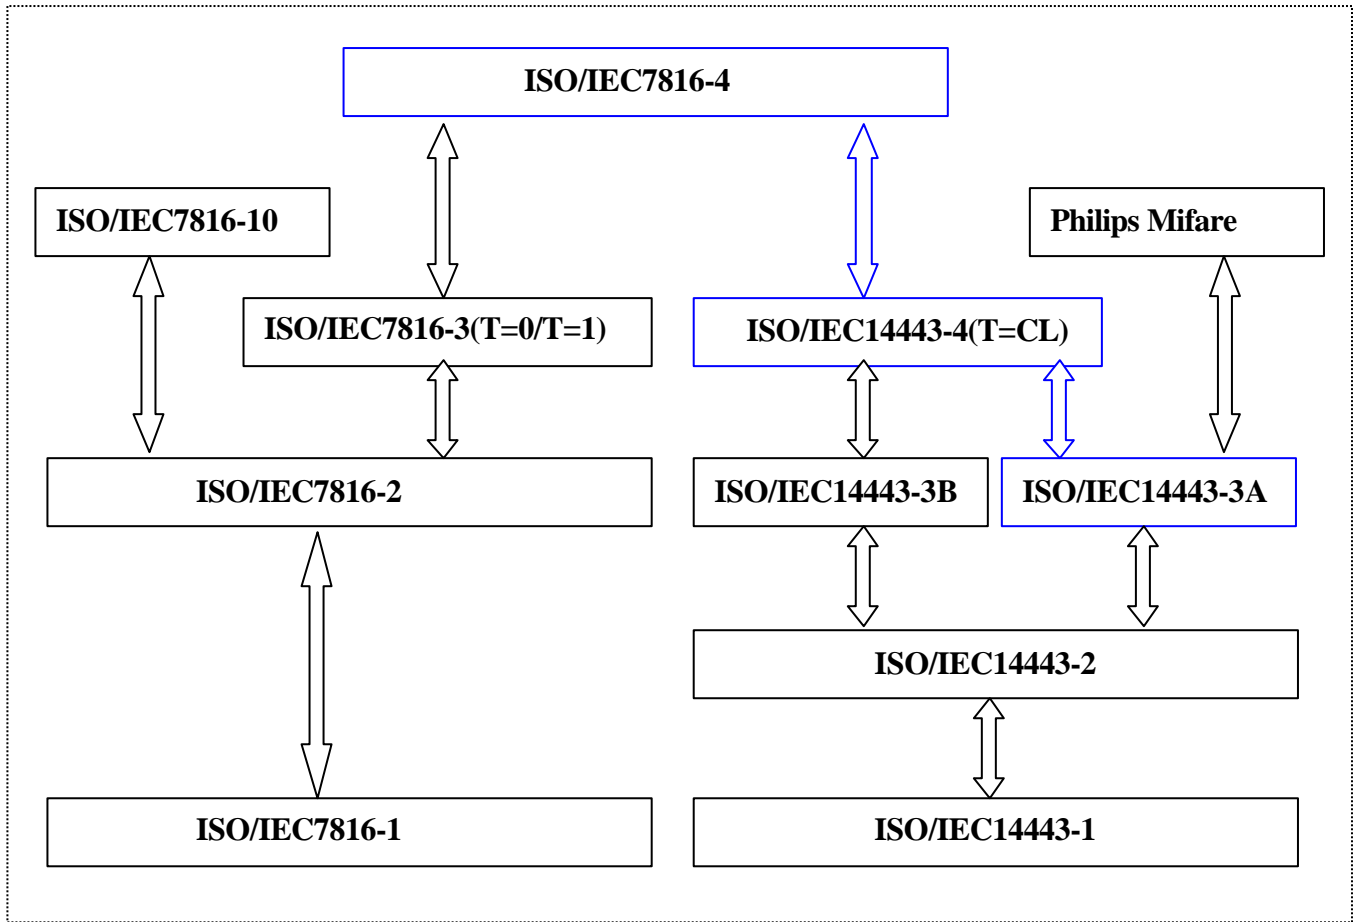 ISO/IEC7816-4
ISO/IEC7816-10
Philips Mifare
ISO/IEC7816-3(T=0/T=1)
ISO/IEC14443-4(T=CL)
ISO/IEC7816-2
ISO/IEC14443-3B
ISO/IEC14443-3A
ISO/IEC14443-2
ISO/IEC7816-1
ISO/IEC14443-1